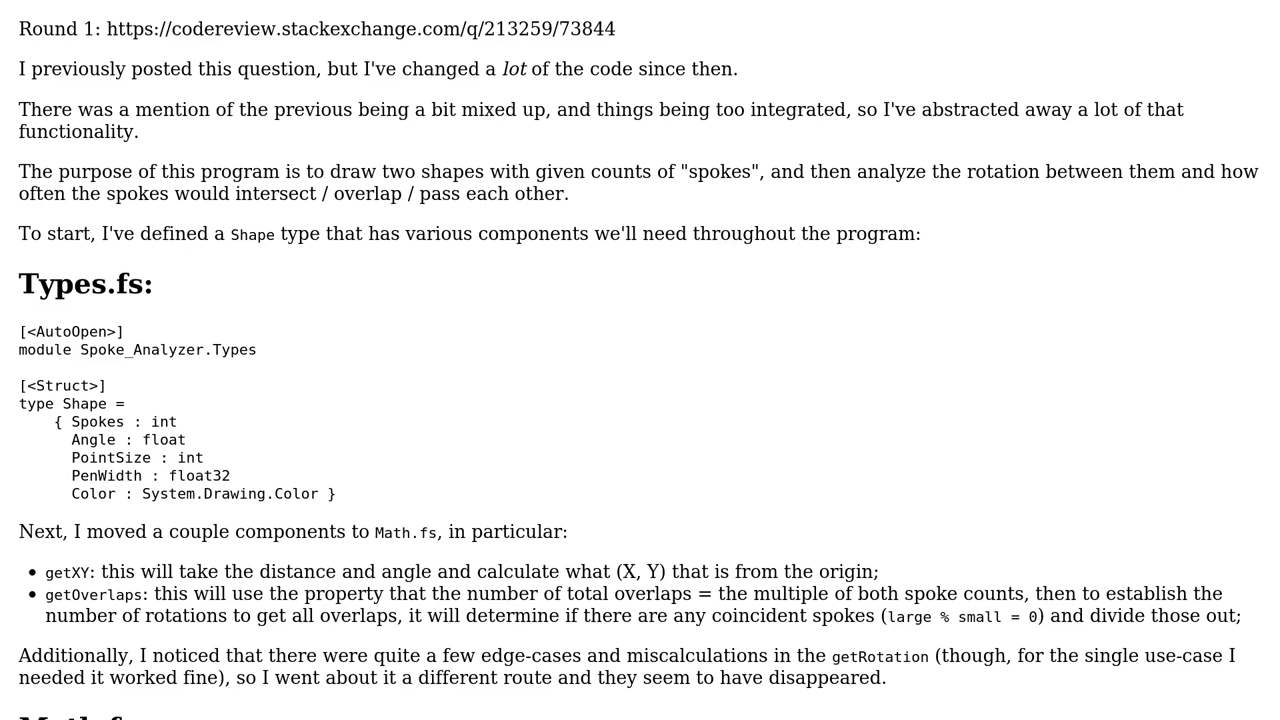 Round 1: https://codereview.stackexchange.com/q/213259/73844
I previously posted this question, but I've changed a lot of the code since then.
There was a mention of the previous being a bit mixed up, and things being too integrated, so I've abstracted away a lot of that
functionality.
The purpose of this program is to draw two shapes with given counts of "spokes", and then analyze the rotation between them and how
often the spokes would intersect / overlap / pass each other.
To start, I've defined a Shape type that has various components we'll need throughout the program:
Types.fs:
[<AutoOpen>]
module Spoke_Analyzer.Types
[<Struct>]
type Shape =
    { Spokes : int
      Angle : float
      PointSize : int
      PenWidth : float32
      Color : System.Drawing.Color }
Next, I moved a couple components to Math.fs, in particular:
• getXY: this will take the distance and angle and calculate what (X, Y) that is from the origin;
• getOverlaps: this will use the property that the number of total overlaps = the multiple of both spoke counts, then to establish the
number of rotations to get all overlaps, it will determine if there are any coincident spokes (large % small = 0) and divide those out;
Additionally, I noticed that there were quite a few edge-cases and miscalculations in the getRotation (though, for the single use-case I
needed it worked fine), so I went about it a different route and they seem to have disappeared.